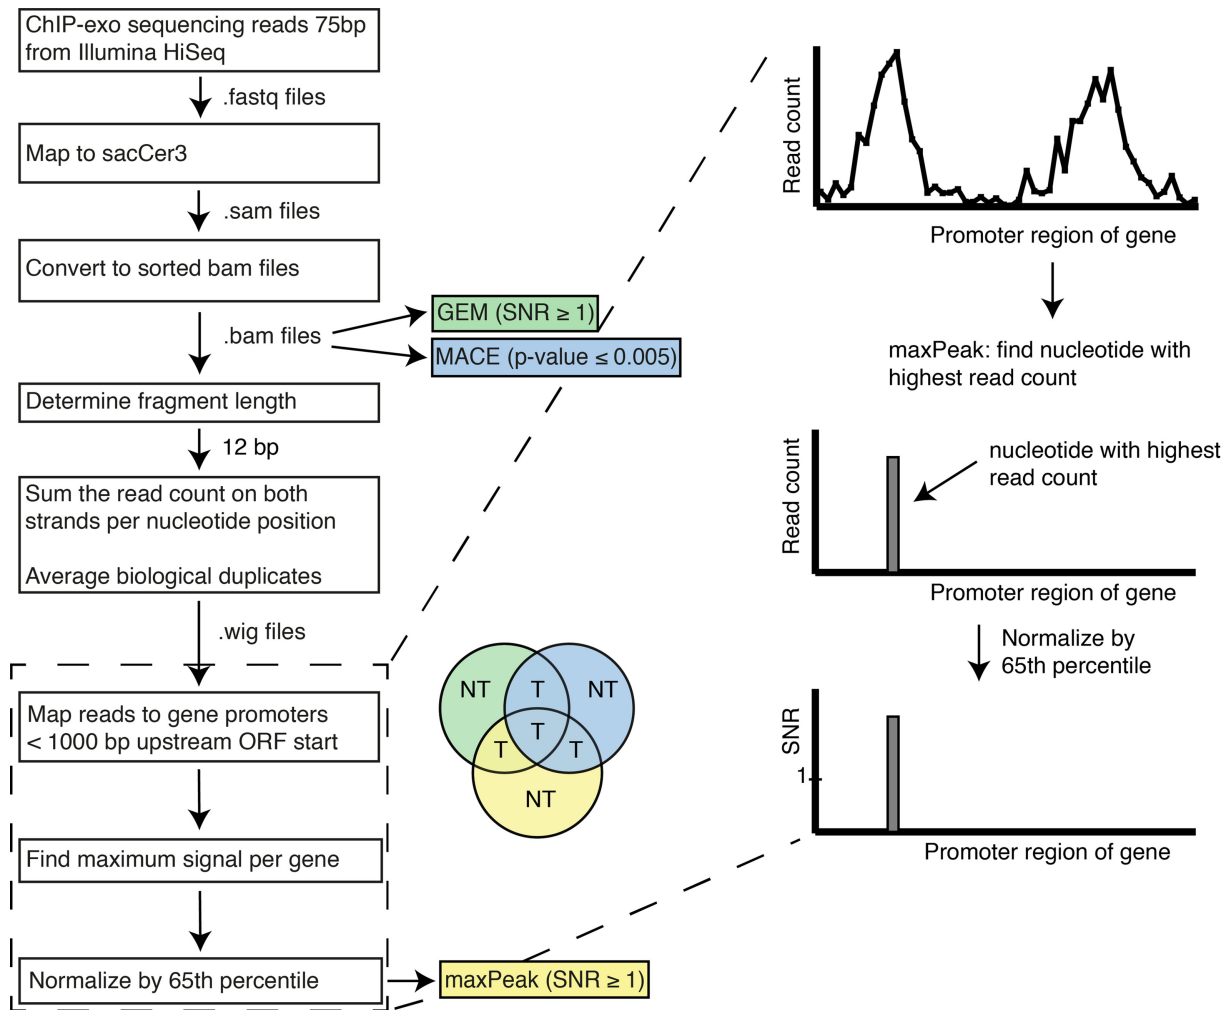 ChIP-exo sequencing reads 75bp
from Illumina HiSeq
.fastq files
Map to sacCer3
.sam files
Convert to sorted bam files
.bam files
GEM (SNR ≥ 1)
MACE (p-value ≤ 0.005)
Determine fragment length
12 bp
Sum the read count on both
strands per nucleotide position
Average biological duplicates
.wig files
Map reads to gene promoters
< 1000 bp upstream ORF start
Find maximum signal per gene
Normalize by 65th percentile
maxPeak (SNR ≥ 1)
NT
T
NT
T
T
T
NT
Read count
Promoter region of gene
maxPeak: find nucleotide with
highest read count
Read count
nucleotide with highest
read count
Promoter region of gene
Normalize by
65th percentile
SNR
1
Promoter region of gene